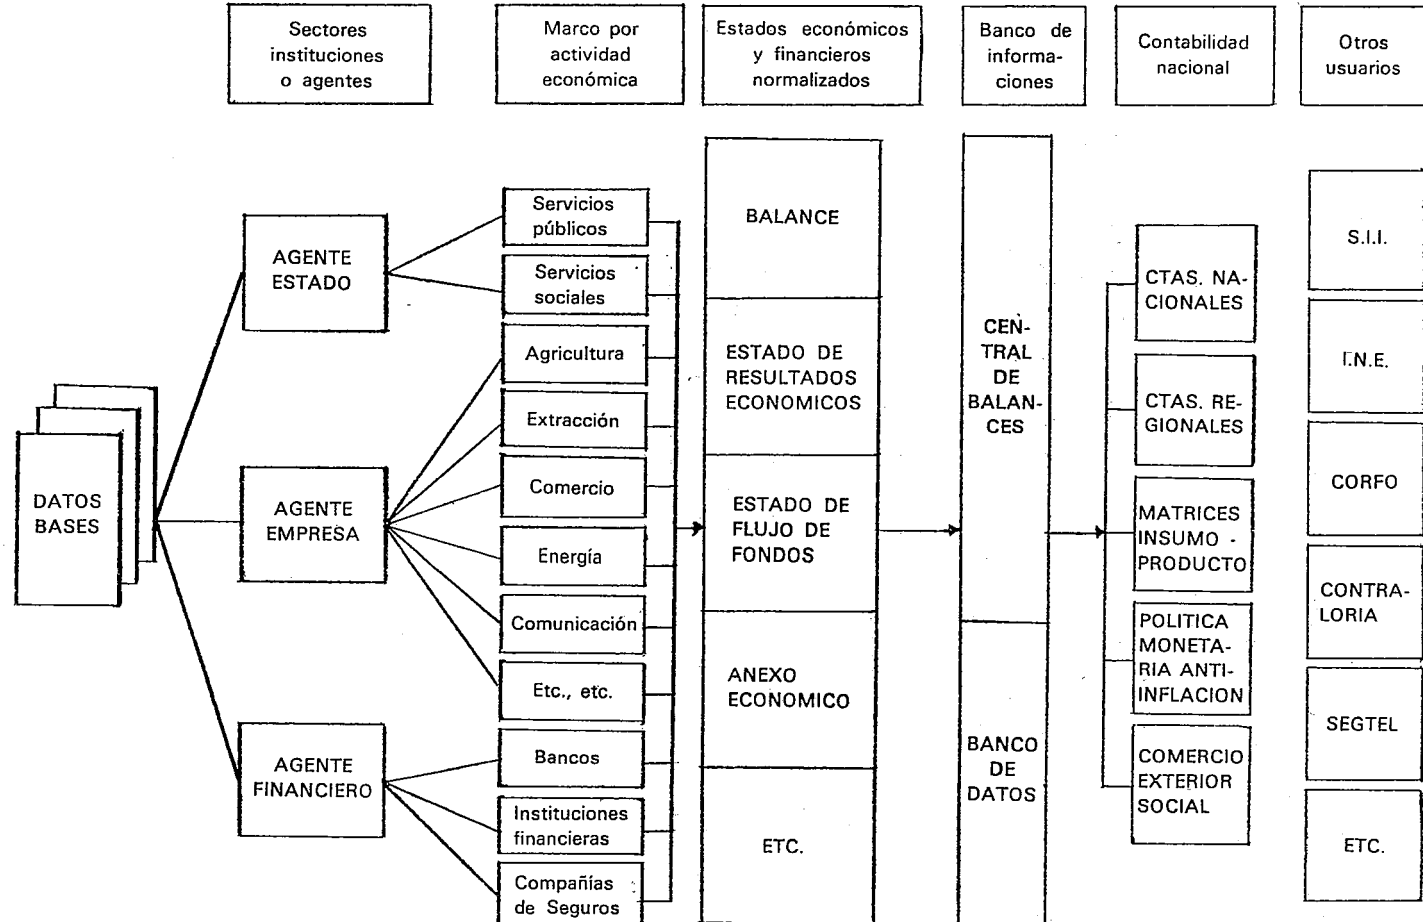 Sectores
instituciones
o agentes
Marco por
actividad
económica
Estados económicos
y financieros
normalizados
Banco de
informa-
ciones
Contabilidad
nacional
Otros
usuarios
DATOS
BASES
AGENTE
ESTADO
AGENTE
EMPRESA
AGENTE
FINANCIERO
Servicios
públicos
Servicios
sociales
Agricultura
Extracción
Comercio
Energía
Comunicación
Etc., etc.
Bancos
Instituciones
financieras
Compañías
de Seguros
BALANCE
ESTADO DE
RESULTADOS
ECONOMICOS
ESTADO DE
FLUJO DE
FONDOS
ANEXO
ECONOMICO
ETC.
CEN-
TRAL
DE
BALAN-
CES
BANCO
DE
DATOS
CTAS. NA-
CIONALES
CTAS. RE-
GIONALES
MATRICES
INSUMO -
PRODUCTO
POLITICA
MONETA-
RIA ANTI-
INFLACION
COMERCIO
EXTERIOR
SOCIAL
S.I.I.
I.N.E.
CORFO
CONTRA-
LORIA
SEGTEL
ETC.